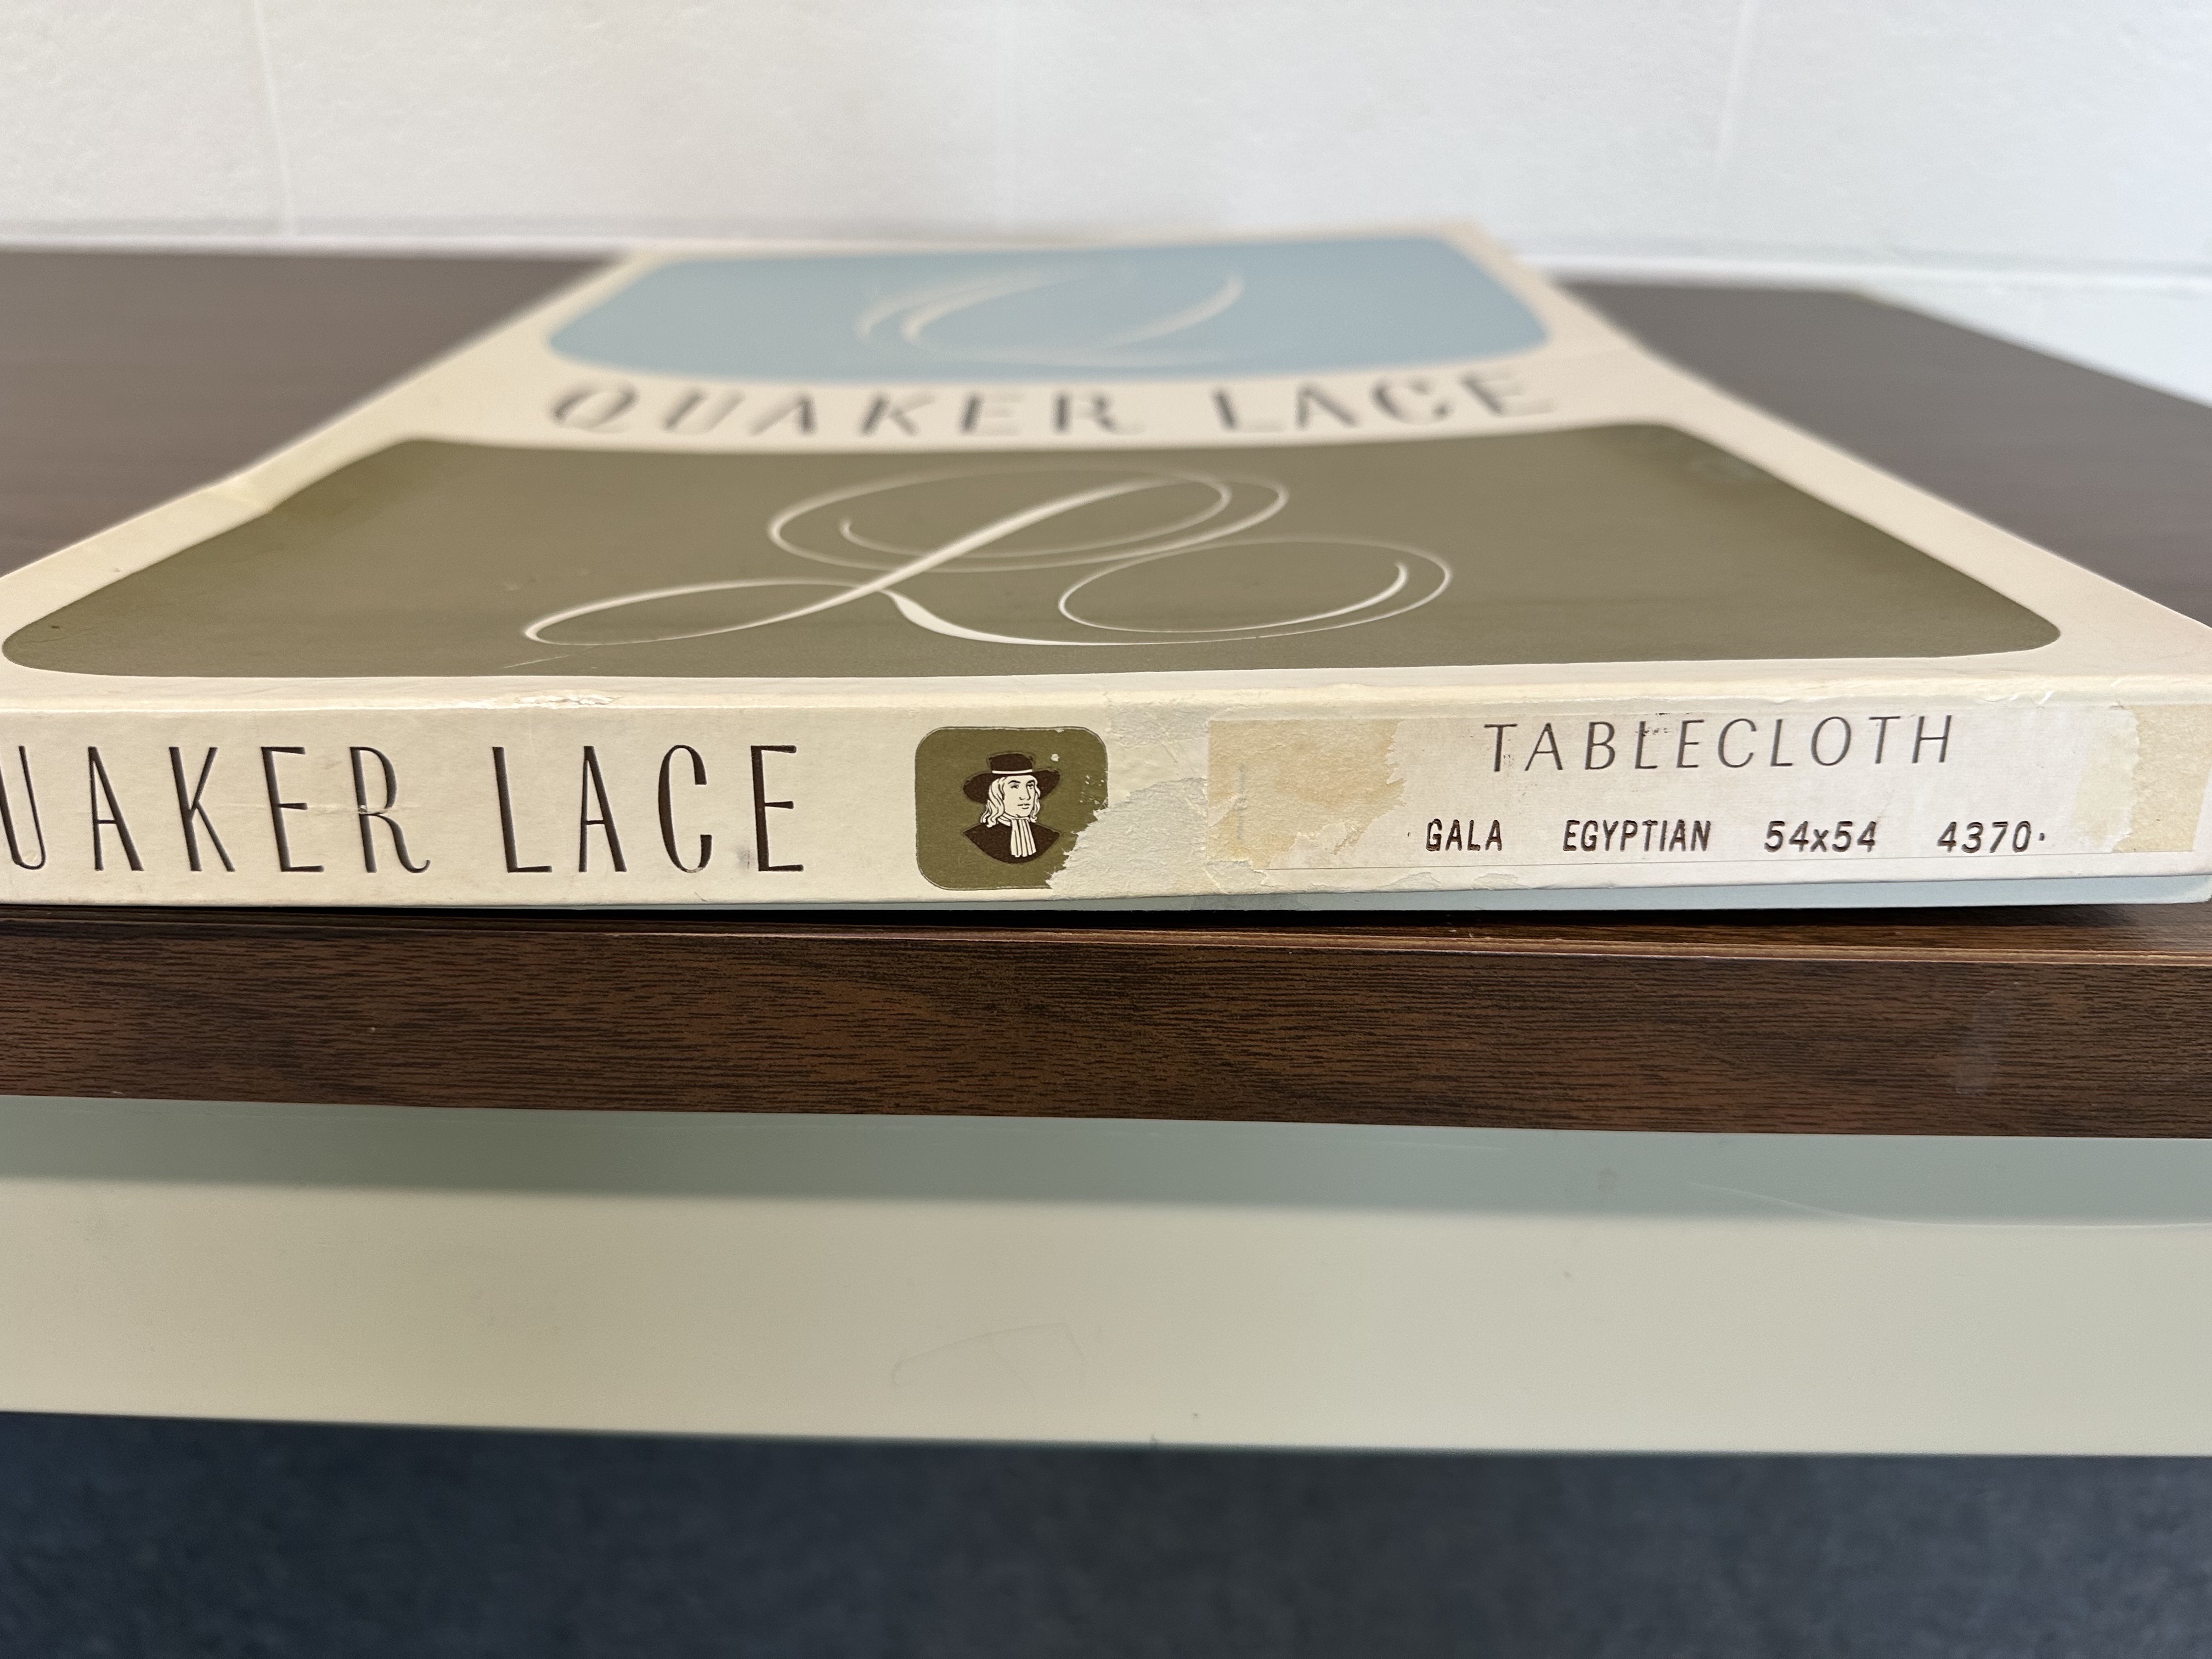 Q
QUAKER LACE
L
UAKER LACE
TABLECLOTH
GALA EGYPTIAN 54x54 4370.